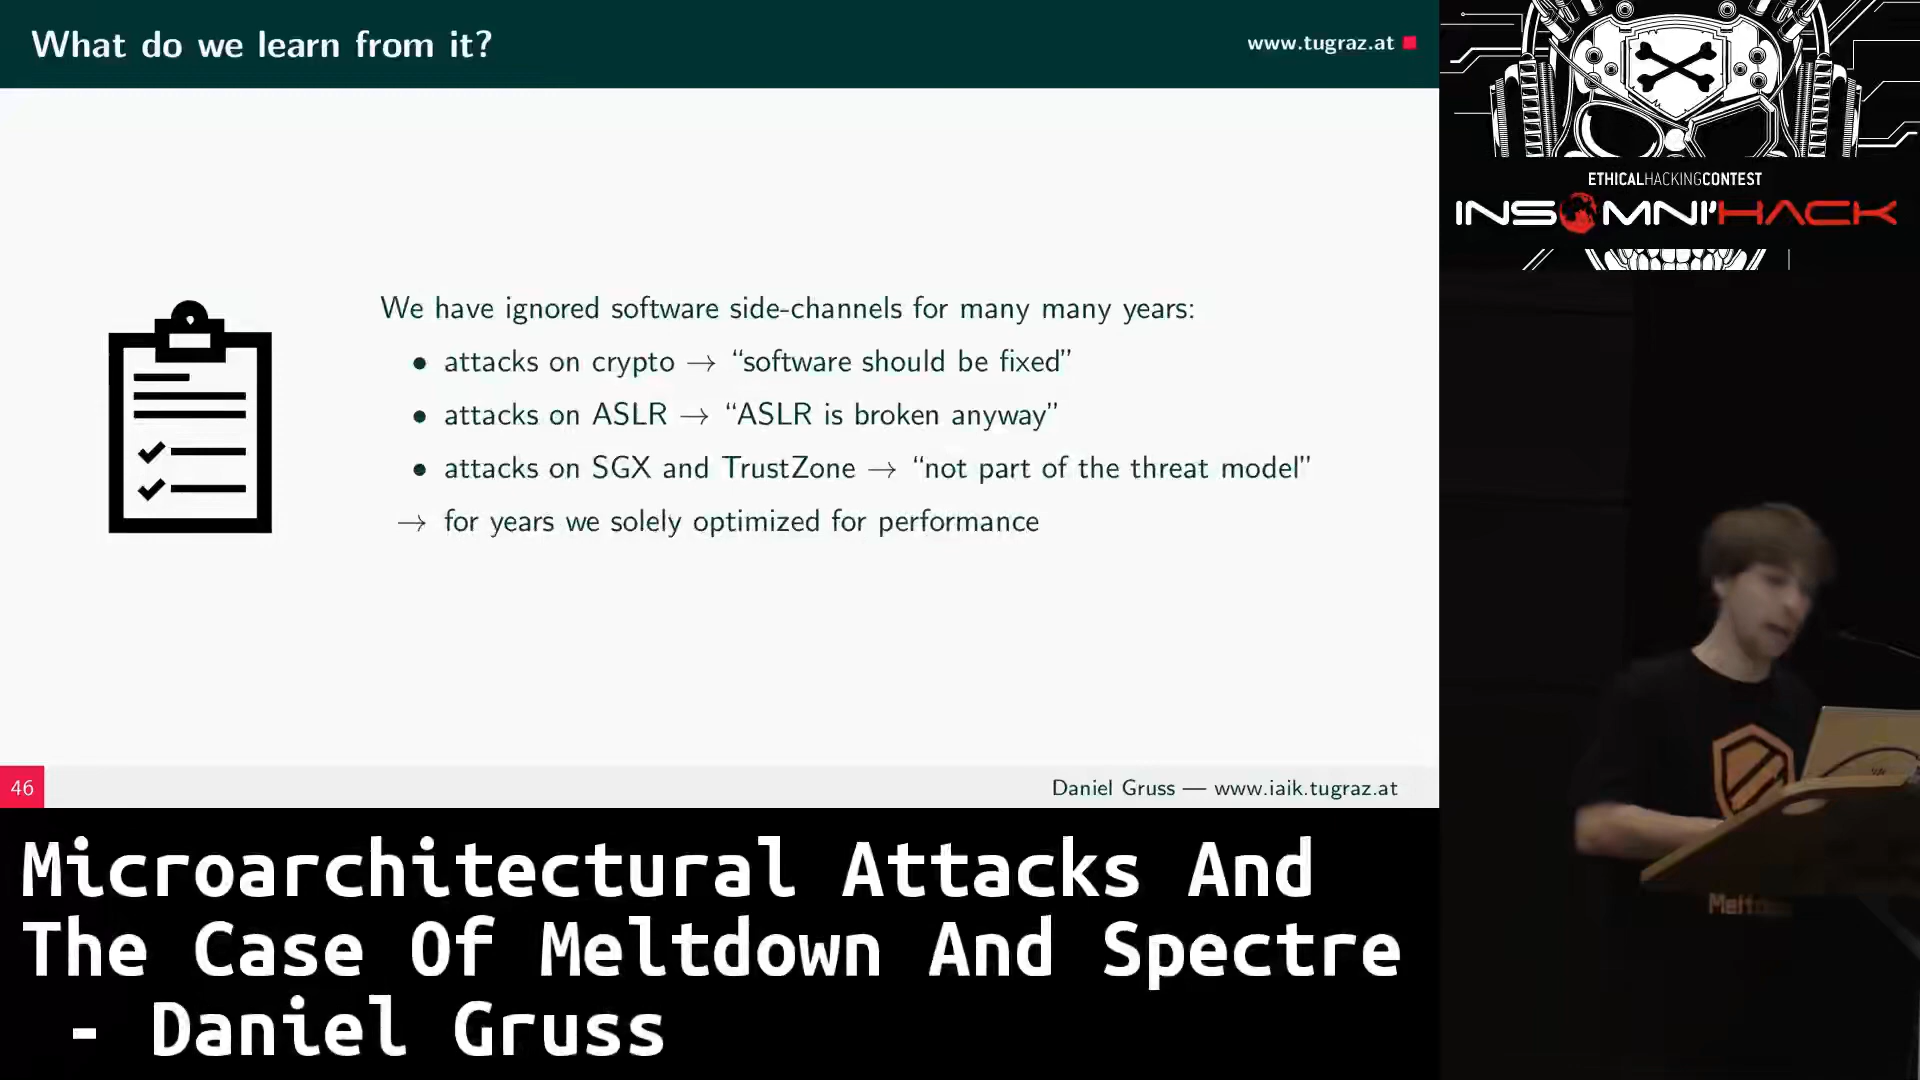 What do we learn from it?
www.tugraz.at
ETHICALHACKINGCONTEST
INSOMNI'HACK
We have ignored software side-channels for many many years:
• attacks on crypto → “software should be fixed”
• attacks on ASLR → “ASLR is broken anyway”
• attacks on SGX and TrustZone → “not part of the threat model”
→ for years we solely optimized for performance
46
Daniel Gruss — www.iaik.tugraz.at
Microarchitectural Attacks And
The Case Of Meltdown And Spectre
- Daniel Gruss